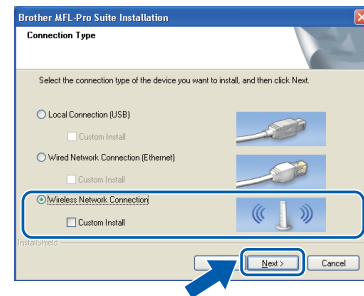 Brother MFL-Pro Suite Installation
Connection Type
Select the connection type of the device you want to install, and then click Next.
Local Connection (USB)
Custom Install
Wired Network Connection (Ethernet)
Custom Install
Wireless Network Connection
Custom Install
InstallShield
Next >
Cancel